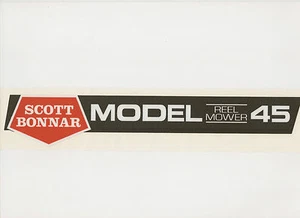 SCOTT
BONNAR
MODEL
REEL
MOWER
45